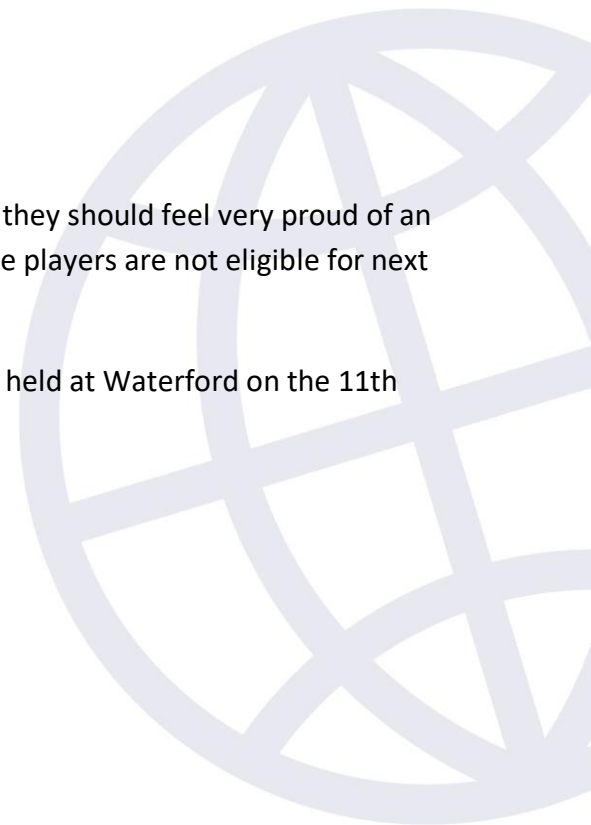 they should feel very proud of an
e players are not eligible for next
held at Waterford on the 11th